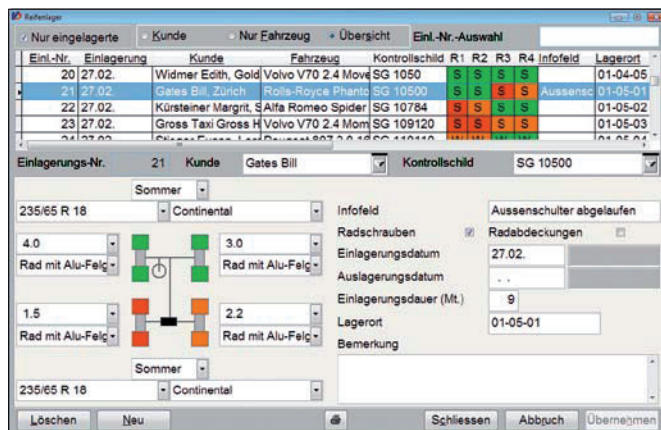 Reifenlager
Nur eingelagerte Kunde Nur Fahrzeug Übersicht Einl.-Nr.-Auswahl
Einl.-Nr. Einlagerung Kunde Fahrzeug Kontrollschild R1 R2 R3 R4 Infofeld Lagerort
20 27.02. Widmer Edith, Gold Volvo V70 2.4 Move SG 1050 S S S S 01-04-05
21 27.02. Gates Bill, Zürich Rolls-Royce Phanto SG 10500 S S S S Aussensc 01-05-01
22 27.02. Kürsteiner Margrit, S Alfa Romeo Spider SG 10784 S S S S 01-05-02
23 27.02. Gross Taxi Gross H Volvo V70 2.4 Mom SG 109120 S S S S 01-05-03
Einlagerungs-Nr. 21 Kunde Gates Bill Kontrollschild SG 10500
Sommer
235/65 R 18 Continental Infofeld Aussenschulter abgelaufen
Radschrauben Radabdeckungen
4.0 3.0 Einlagerungsdatum 27.02.
Rad mit Alu-Felg Rad mit Alu-Felg Auslagerungsdatum . .
Einlagerungsdauer (Mt.) 9
1.5 2.2 Lagerort 01-05-01
Rad mit Alu-Felg Rad mit Alu-Felg Bemerkung
Sommer
235/65 R 18 Continental
Löschen Neu Schliessen Abbruch Übernehmen